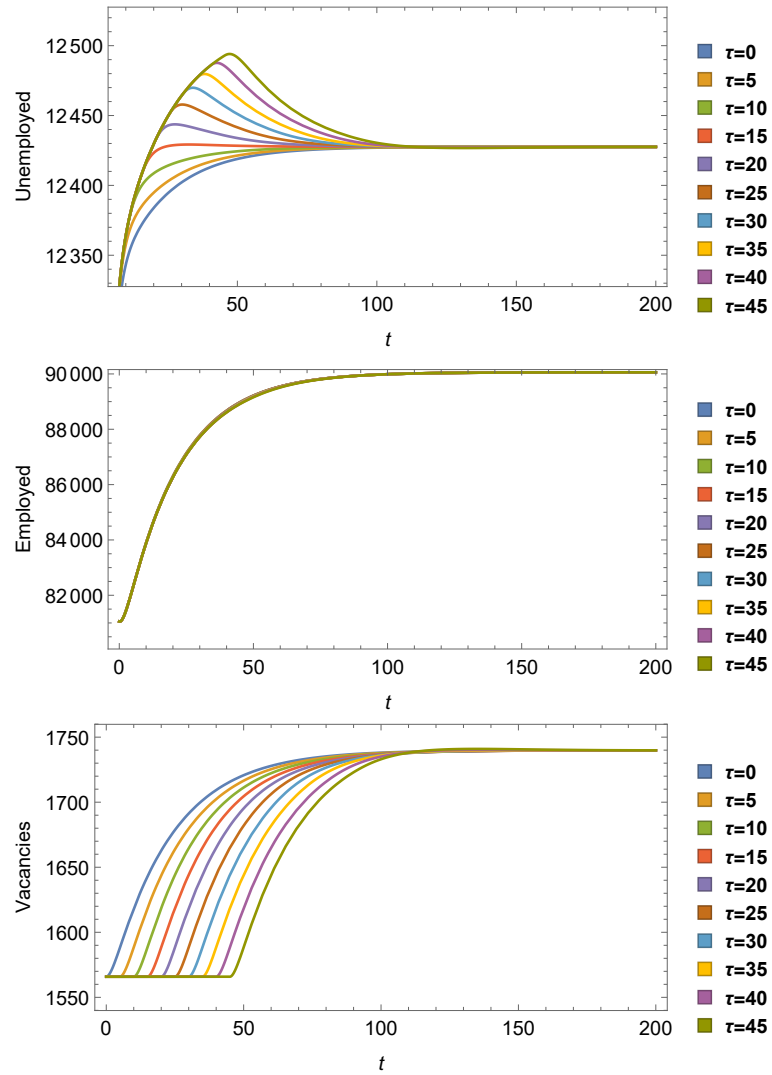 Unemployed
12 500
12 450
12 400
12 350
50
100
150
200
t
τ=0
τ=5
τ=10
τ=15
τ=20
τ=25
τ=30
τ=35
τ=40
τ=45
Employed
90 000
88 000
86 000
84 000
82 000
0
50
100
150
200
t
τ=0
τ=5
τ=10
τ=15
τ=20
τ=25
τ=30
τ=35
τ=40
τ=45
Vacancies
1750
1700
1650
1600
1550
0
50
100
150
200
t
τ=0
τ=5
τ=10
τ=15
τ=20
τ=25
τ=30
τ=35
τ=40
τ=45